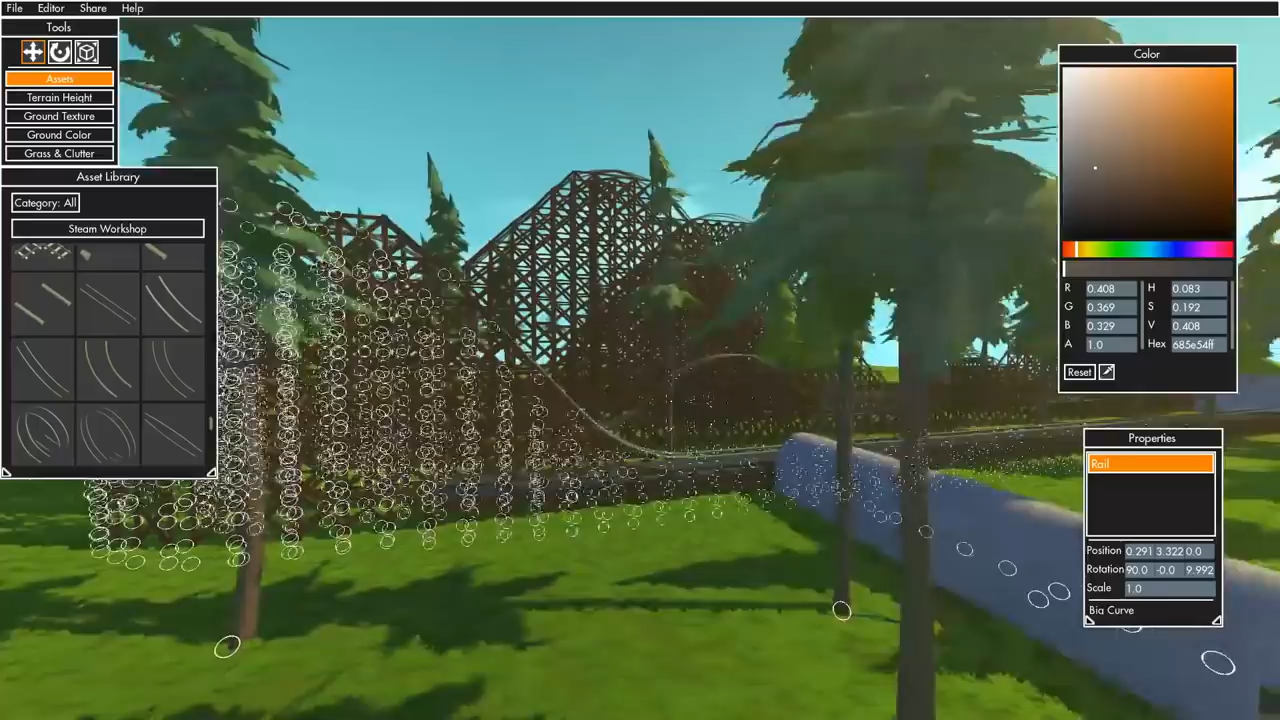 File Editor Share Help
Tools
Assets
Terrain Height
Ground Texture
Ground Color
Grass & Clutter
Asset Library
Category: All
Steam Workshop
Color
R 0.408 H 0.083
G 0.369 S 0.192
B 0.329 V 0.408
A 1.0 Hex 685e54ff
Reset
Properties
Rail
Position 0.291 3.322 0.0
Rotation 90.0 -0.0 9.992
Scale 1.0
Big Curve